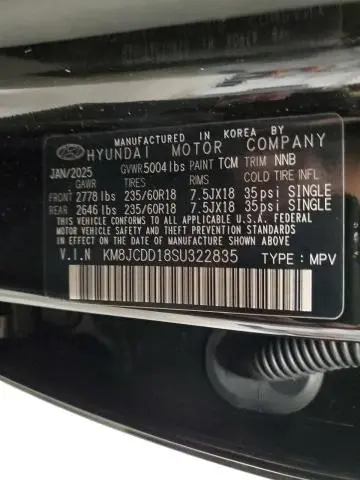 MANUFACTURED IN KOREA BY
HYUNDAI MOTOR COMPANY
JAN/2025 GVWR 5004lbs PAINT TCM TRIM NNB
GAWR TIRES RIMS COLD TIRE INFL
FRONT 2778 lbs 235/60R18 7.5JX18 35psi SINGLE
REAR 2646 lbs 235/60R18 7.5JX18 35psi SINGLE
THIS VEHICLE CONFORMS TO ALL APPLICABLE U.S.A. FEDERAL
MOTOR VEHICLE SAFETY AND THEFT PREVENTION STANDARDS
IN EFFECT ON THE DATE OF MANUFACTURE SHOWN ABOVE.
V.I.N KM8JCDD18SU322835 TYPE: MPV